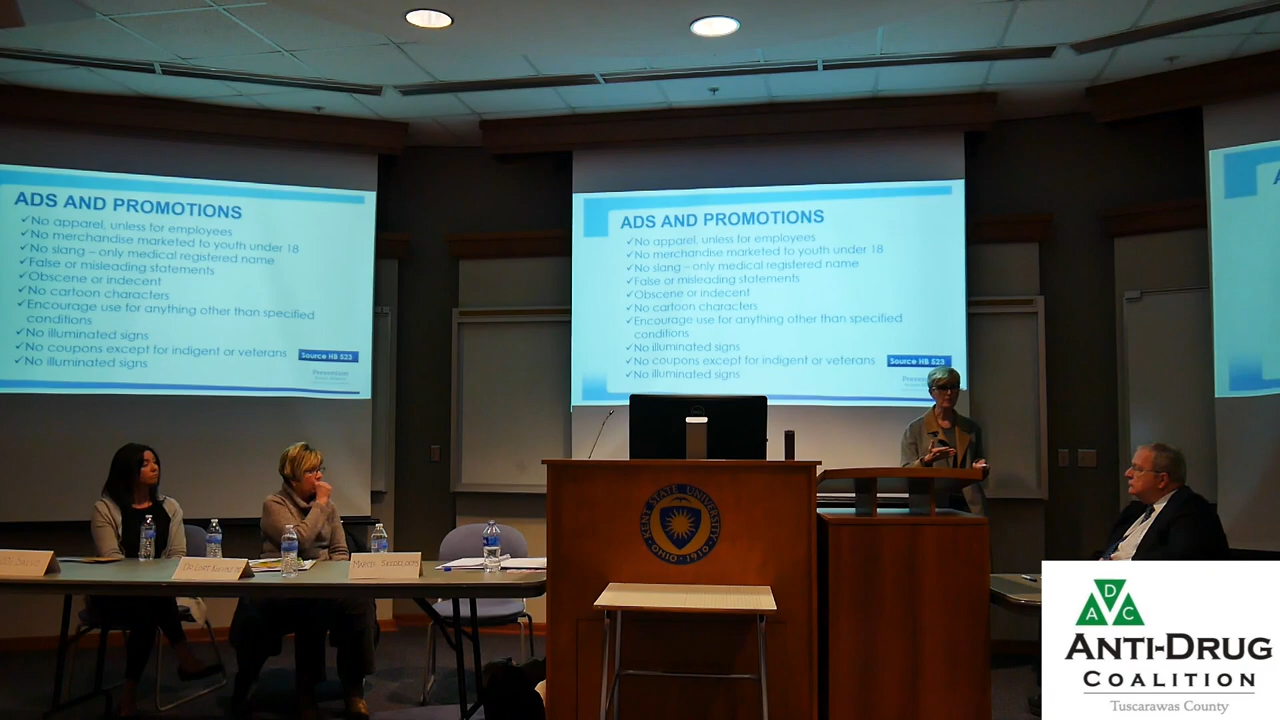 ADS AND PROMOTIONS
✓No apparel, unless for employees
✓No merchandise marketed to youth under 18
✓No slang – only medical registered name
✓False or misleading statements
✓Obscene or indecent
✓No cartoon characters
✓Encourage use for anything other than specified
conditions
✓No illuminated signs
✓No coupons except for indigent or veterans
✓No illuminated signs
Source HB 523
Prevention
ADS AND PROMOTIONS
✓No apparel, unless for employees
✓No merchandise marketed to youth under 18
✓No slang – only medical registered name
✓False or misleading statements
✓Obscene or indecent
✓No cartoon characters
✓Encourage use for anything other than specified
conditions
✓No illuminated signs
✓No coupons except for indigent or veterans
✓No illuminated signs
Source HB 523
KENT STATE UNIVERSITY
OHIO 1910
ADC
ANTI-DRUG
COALITION
Tuscarawas County